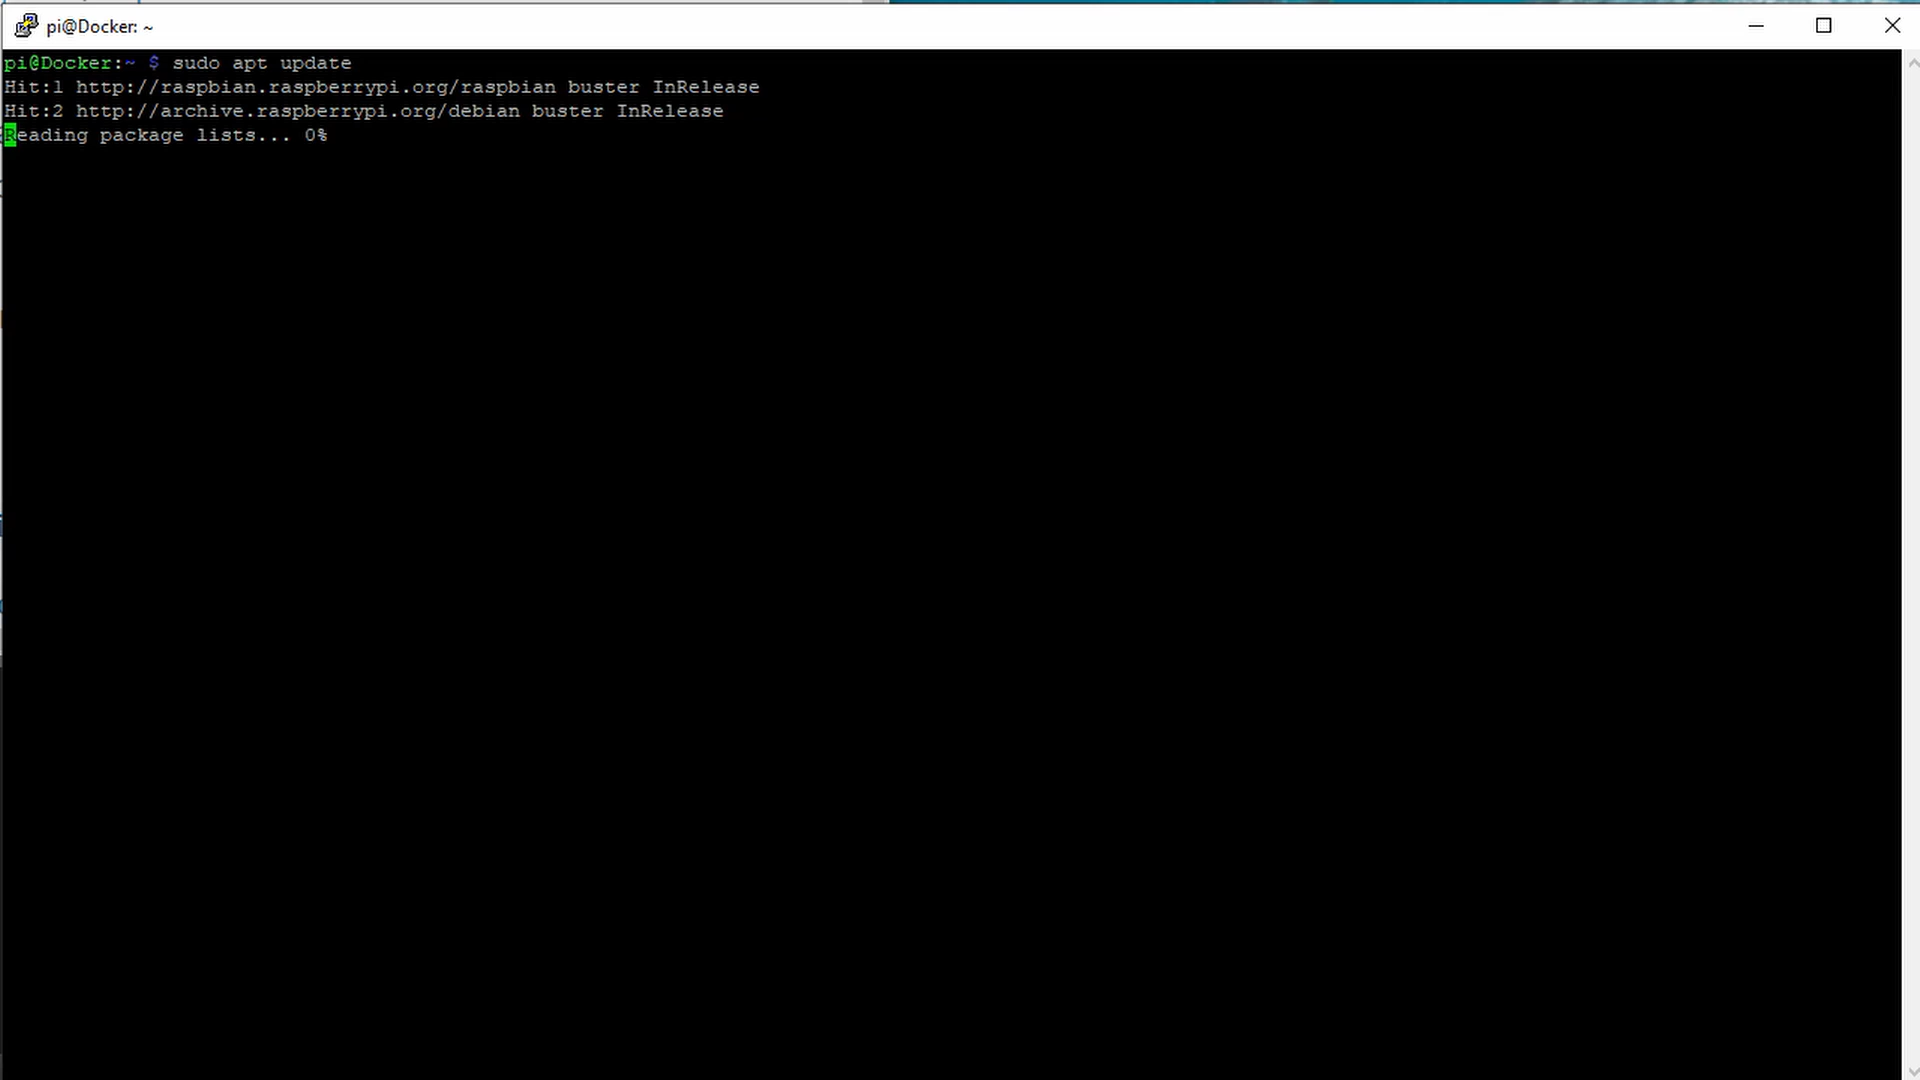 pi@Docker: ~
pi@Docker:~ $ sudo apt update
Hit:1 http://raspbian.raspberrypi.org/raspbian buster InRelease
Hit:2 http://archive.raspberrypi.org/debian buster InRelease
Reading package lists... 0%